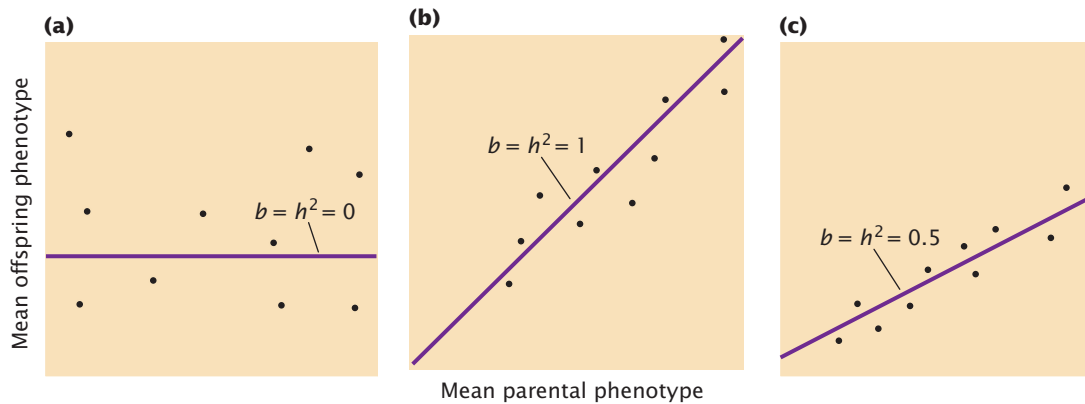 (a)
(b)
(c)
Mean offspring phenotype
b = h² = 0
b = h² = 1
b = h² = 0.5
Mean parental phenotype